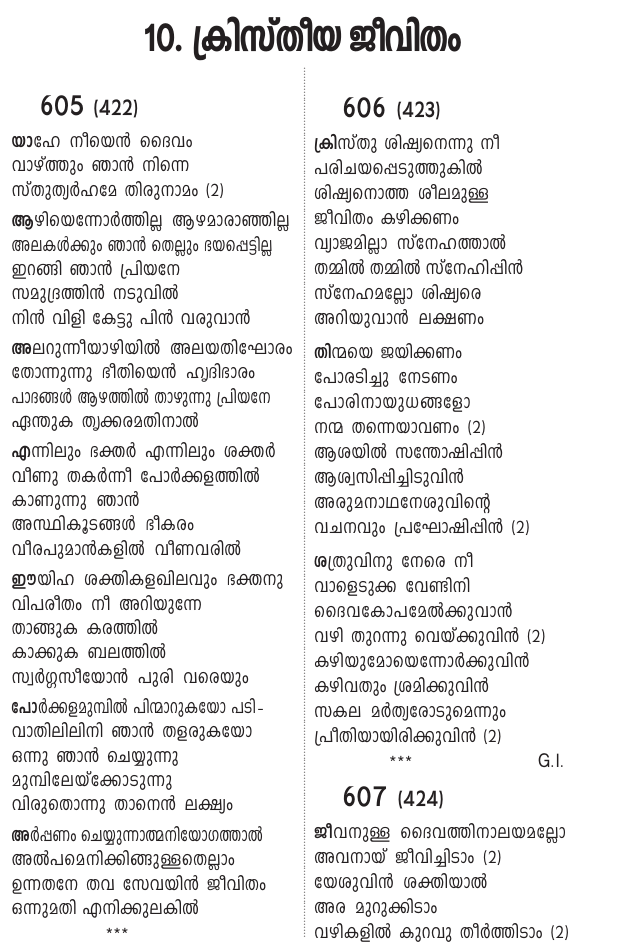 10. ക്രിസ്തീയ ജീവിതം
605 (422)
യാഹേ നീയെൻ ദൈവം
വാഴ്ത്തും ഞാൻ നിന്നെ
സ്തുത്യർഹമേ തിരുനാമം (2)
ആഴിയെന്നോർത്തില്ല ആഴമാരാഞ്ഞില്ല
അലകൾക്കും ഞാൻ തെല്ലും ഭയപ്പെട്ടില്ല
ഇറങ്ങി ഞാൻ പ്രിയനേ
സമുദ്രത്തിൻ നടുവിൽ
നിൻ വിളി കേട്ടു പിൻ വരുവാൻ
അലറുന്നീയാഴിയിൽ അലയതിഘോരം
തോന്നുന്നു ഭീതിയെൻ ഹൃദിഭാരം
പാദങ്ങൾ ആഴത്തിൽ താഴുന്നു പ്രിയനേ
ഏന്തുക തൃക്കരമതിനാൽ
എന്നിലും ഭക്തർ എന്നിലും ശക്തർ
വീണു തകർന്നീ പോർക്കളത്തിൽ
കാണുന്നു ഞാൻ
അസ്ഥികൂടങ്ങൾ ഭീകരം
വീരപുമാൻകളിൽ വീണവരിൽ
ഈയിഹ ശക്തികളഖിലവും ഭക്തനു
വിപരീതം നീ അറിയുന്നേ
താങ്ങുക കരത്തിൽ
കാക്കുക ബലത്തിൽ
സ്വർഗ്ഗസീയോൻ പുരി വരെയും
പോർക്കളമുമ്പിൽ പിന്മാറുകയോ പടി-
വാതിലിലിനി ഞാൻ തളരുകയോ
ഒന്നു ഞാൻ ചെയ്യുന്നു
മുമ്പിലേയ്ക്കോടുന്നു
വിരുതൊന്നു താനെൻ ലക്ഷ്യം
അർപ്പണം ചെയ്യുന്നാത്മനിയോഗത്താൽ
അൽപമെനിക്കിങ്ങുള്ളതെല്ലാം
ഉന്നതനേ തവ സേവയിൻ ജീവിതം
ഒന്നുമതി എനിക്കുലകിൽ
***
606 (423)
ക്രിസ്തു ശിഷ്യനെന്നു നീ
പരിചയപ്പെടുത്തുകിൽ
ശിഷ്യനൊത്ത ശീലമുള്ള
ജീവിതം കഴിക്കണം
വ്യാജമില്ലാ സ്നേഹത്താൽ
തമ്മിൽ തമ്മിൽ സ്നേഹിപ്പിൻ
സ്നേഹമല്ലോ ശിഷ്യരെ
അറിയുവാൻ ലക്ഷണം
തിന്മയെ ജയിക്കണം
പോരടിച്ചു നേടണം
പോരിനായുധങ്ങളോ
നന്മ തന്നെയാവണം (2)
ആശയിൽ സന്തോഷിപ്പിൻ
ആശ്വസിപ്പിച്ചിടുവിൻ
അരുമനാഥനേശുവിന്റെ
വചനവും പ്രഘോഷിപ്പിൻ (2)
ശത്രുവിനു നേരെ നീ
വാളെടുക്ക വേണ്ടിനി
ദൈവകോപമേൽക്കുവാൻ
വഴി തുറന്നു വെയ്ക്കുവിൻ (2)
കഴിയുമോയെന്നോർക്കുവിൻ
കഴിവതും ശ്രമിക്കുവിൻ
സകല മർത്യരോടുമെന്നും
പ്രീതിയായിരിക്കുവിൻ (2)
*** G.I.
607 (424)
ജീവനുള്ള ദൈവത്തിനാലയമല്ലോ
അവനായ് ജീവിച്ചിടാം (2)
യേശുവിൻ ശക്തിയാൽ
അര മുറുക്കിടാം
വഴികളിൽ കുറവു തീർത്തിടാം (2)